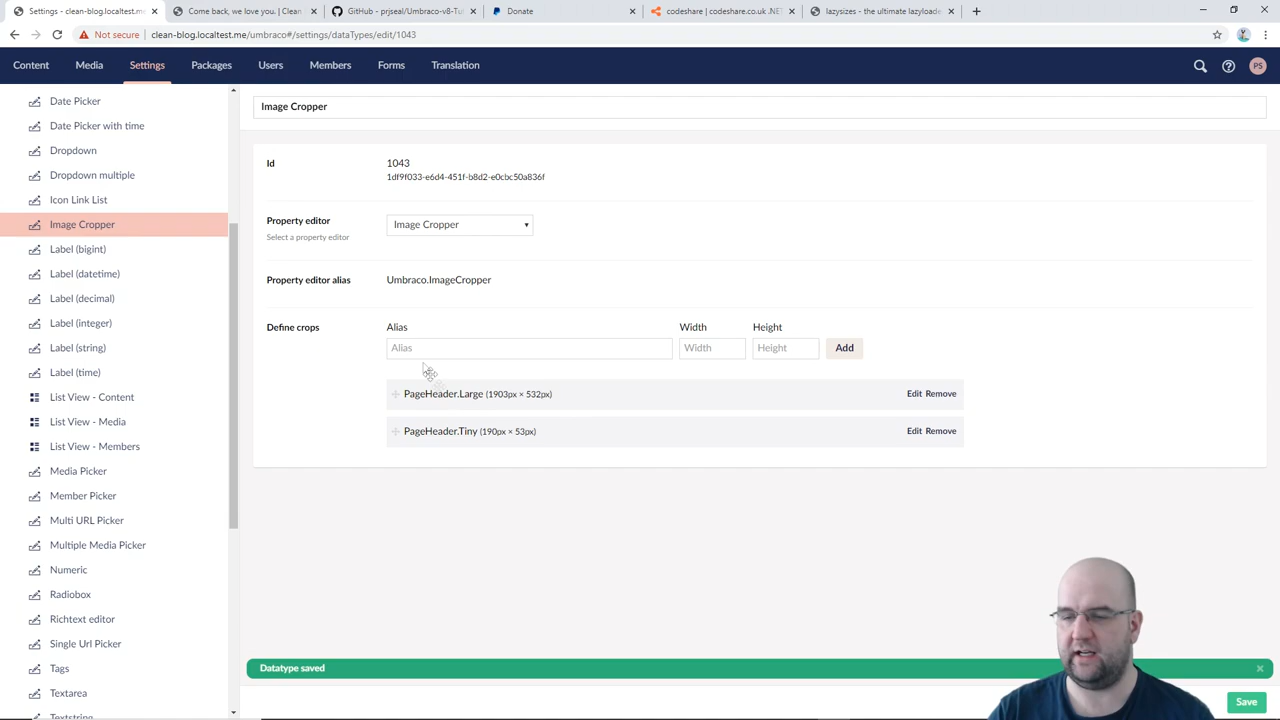 Settings - clean-blog.localtest.me
Come back, we love you. | Clean
GitHub - prjseal/Umbraco-v8-Tut
Donate
codeshare | codeshare.co.uk .NET
lazysizes - the ultimate lazyloade
Not secure
clean-blog.localtest.me/umbraco#/settings/dataTypes/edit/1043
Content
Media
Settings
Packages
Users
Members
Forms
Translation
PS
Date Picker
Date Picker with time
Dropdown
Dropdown multiple
Icon Link List
Image Cropper
Label (bigint)
Label (datetime)
Label (decimal)
Label (integer)
Label (string)
Label (time)
List View - Content
List View - Media
List View - Members
Media Picker
Member Picker
Multi URL Picker
Multiple Media Picker
Numeric
Radiobox
Richtext editor
Single Url Picker
Tags
Textarea
Textstring
Image Cropper
Id
1043
1df9f033-e6d4-451f-b8d2-e0cbc50a836f
Property editor
Select a property editor
Image Cropper
Property editor alias
Umbraco.ImageCropper
Define crops
Alias
Width
Height
Alias
Width
Height
Add
PageHeader.Large (1903px × 532px)
Edit Remove
PageHeader.Tiny (190px × 53px)
Edit Remove
Datatype saved
Save